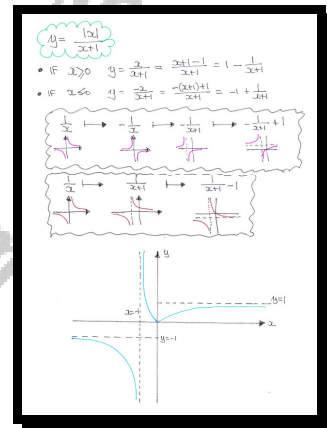 y = |x|/(x+1)
• IF x≥0 y = x/(x+1) = (x+1-1)/(x+1) = 1 - 1/(x+1)
• IF x≤0 y = -x/(x+1) = (-(x+1)+1)/(x+1) = -1 + 1/(x+1)
1/x ↦ -1/x ↦ -1/(x+1) ↦ -1/(x+1) + 1
1/x ↦ 1/(x+1) ↦ 1/(x+1) - 1
y
y=1
x=-1
x
y=-1